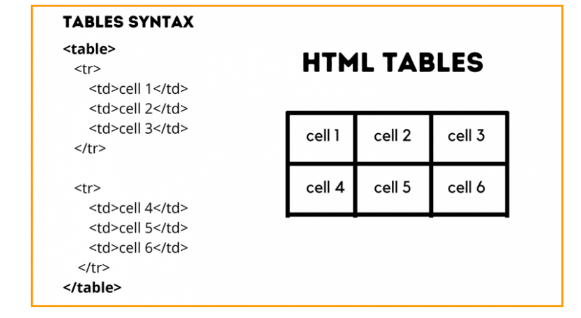 TABLES SYNTAX
<table>
<tr>
<td>cell 1</td>
<td>cell 2</td>
<td>cell 3</td>
</tr>
<tr>
<td>cell 4</td>
<td>cell 5</td>
<td>cell 6</td>
</tr>
</table>
HTML TABLES
cell 1 cell 2 cell 3
cell 4 cell 5 cell 6